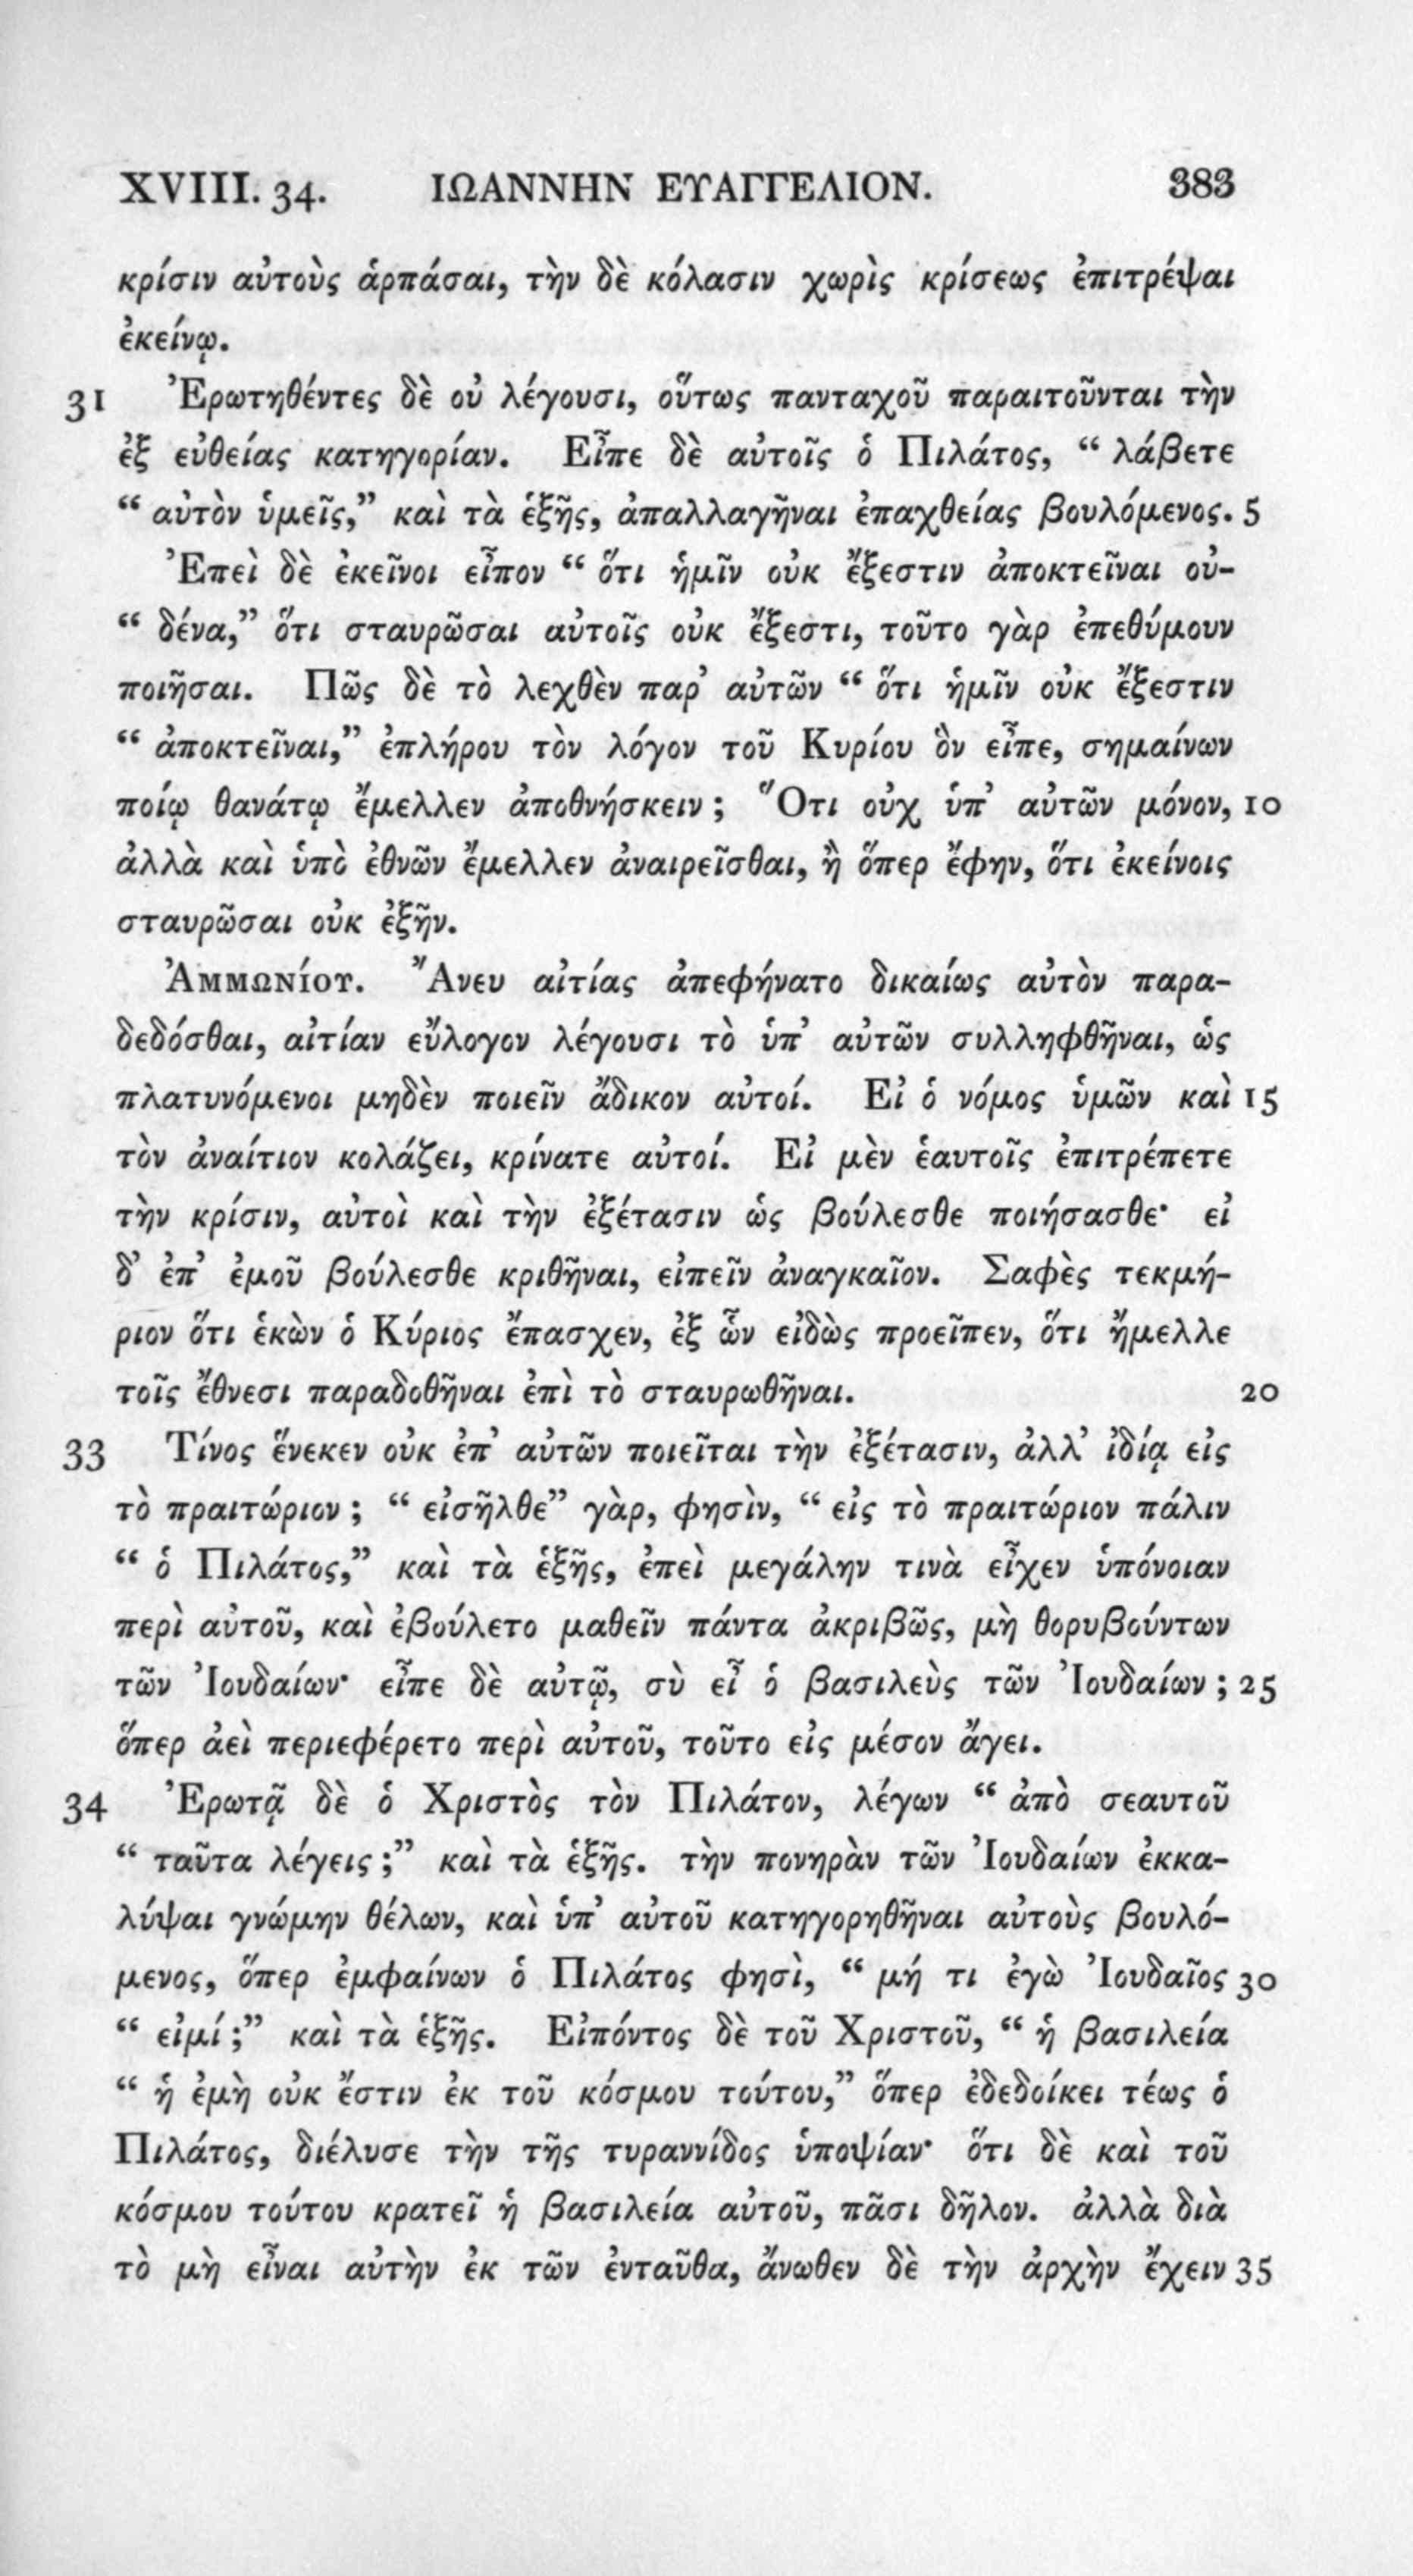 XVIII. 34. ΙΩΑΝΝΗΝ ΕΥΑΓΓΕΛΙΟΝ. 383
κρίσιν αὐτοὺς ἁρπάσαι, τὴν δὲ κόλασιν χωρὶς κρίσεως ἐπιτρέψαι
ἐκείνῳ.
31 Ἐρωτηθέντες δὲ οὐ λέγουσι, οὕτως πανταχοῦ παραιτοῦνται τὴν
ἐξ εὐθείας κατηγορίαν. Εἶπε δὲ αὐτοῖς ὁ Πιλάτος, “ λάβετε
“ αὐτὸν ὑμεῖς,” καὶ τὰ ἑξῆς, ἀπαλλαγῆναι ἐπαχθείας βουλόμενος. 5
Ἐπεὶ δὲ ἐκεῖνοι εἶπον “ ὅτι ἡμῖν οὐκ ἔξεστιν ἀποκτεῖναι οὐ-
“ δένα,” ὅτι σταυρῶσαι αὐτοῖς οὐκ ἔξεστι, τοῦτο γὰρ ἐπεθύμουν
ποιῆσαι. Πῶς δὲ τὸ λεχθὲν παρ’ αὐτῶν “ ὅτι ἡμῖν οὐκ ἔξεστιν
“ ἀποκτεῖναι,” ἐπλήρου τὸν λόγον τοῦ Κυρίου ὃν εἶπε, σημαίνων
ποίῳ θανάτῳ ἔμελλεν ἀποθνήσκειν ; Ὅτι οὐχ ὑπ’ αὐτῶν μόνον, 10
ἀλλὰ καὶ ὑπὸ ἐθνῶν ἔμελλεν ἀναιρεῖσθαι, ἢ ὅπερ ἔφην, ὅτι ἐκείνοις
σταυρῶσαι οὐκ ἐξῆν.
Ἀμμωνίου. Ἄνευ αἰτίας ἀπεφήνατο δικαίως αὐτὸν παρα-
δεδόσθαι, αἰτίαν εὔλογον λέγουσι τὸ ὑπ’ αὐτῶν συλληφθῆναι, ὡς
πλατυνόμενοι μηδὲν ποιεῖν ἄδικον αὐτοί. Εἰ ὁ νόμος ὑμῶν καὶ 15
τὸν ἀναίτιον κολάζει, κρίνατε αὐτοί. Εἰ μὲν ἑαυτοῖς ἐπιτρέπετε
τὴν κρίσιν, αὐτοὶ καὶ τὴν ἐξέτασιν ὡς βούλεσθε ποιήσασθε· εἰ
δ’ ἐπ’ ἐμοῦ βούλεσθε κριθῆναι, εἰπεῖν ἀναγκαῖον. Σαφὲς τεκμή-
ριον ὅτι ἑκὼν ὁ Κύριος ἔπασχεν, ἐξ ὧν εἰδὼς προεῖπεν, ὅτι ἤμελλε
τοῖς ἔθνεσι παραδοθῆναι ἐπὶ τὸ σταυρωθῆναι. 20
33 Τίνος ἕνεκεν οὐκ ἐπ’ αὐτῶν ποιεῖται τὴν ἐξέτασιν, ἀλλ’ ἰδίᾳ εἰς
τὸ πραιτώριον ; “ εἰσῆλθε” γὰρ, φησὶν, “ εἰς τὸ πραιτώριον πάλιν
“ ὁ Πιλάτος,” καὶ τὰ ἑξῆς, ἐπεὶ μεγάλην τινὰ εἶχεν ὑπόνοιαν
περὶ αὐτοῦ, καὶ ἐβούλετο μαθεῖν πάντα ἀκριβῶς, μὴ θορυβούντων
τῶν Ἰουδαίων· εἶπε δὲ αὐτῷ, σὺ εἶ ὁ βασιλεὺς τῶν Ἰουδαίων ; 25
ὅπερ ἀεὶ περιεφέρετο περὶ αὐτοῦ, τοῦτο εἰς μέσον ἄγει.
34 Ἐρωτᾷ δὲ ὁ Χριστὸς τὸν Πιλάτον, λέγων “ ἀπὸ σεαυτοῦ
“ ταῦτα λέγεις ;” καὶ τὰ ἑξῆς. τὴν πονηρὰν τῶν Ἰουδαίων ἐκκα-
λύψαι γνώμην θέλων, καὶ ὑπ’ αὐτοῦ κατηγορηθῆναι αὐτοὺς βουλό-
μενος, ὅπερ ἐμφαίνων ὁ Πιλάτος φησὶ, “ μή τι ἐγὼ Ἰουδαῖος 30
“ εἰμί ;” καὶ τὰ ἑξῆς. Εἰπόντος δὲ τοῦ Χριστοῦ, “ ἡ βασιλεία
“ ἡ ἐμὴ οὐκ ἔστιν ἐκ τοῦ κόσμου τούτου,” ὅπερ ἐδεδοίκει τέως ὁ
Πιλάτος, διέλυσε τὴν τῆς τυραννίδος ὑποψίαν· ὅτι δὲ καὶ τοῦ
κόσμου τούτου κρατεῖ ἡ βασιλεία αὐτοῦ, πᾶσι δῆλον. ἀλλὰ διὰ
τὸ μὴ εἶναι αὐτὴν ἐκ τῶν ἐνταῦθα, ἄνωθεν δὲ τὴν ἀρχὴν ἔχειν 35